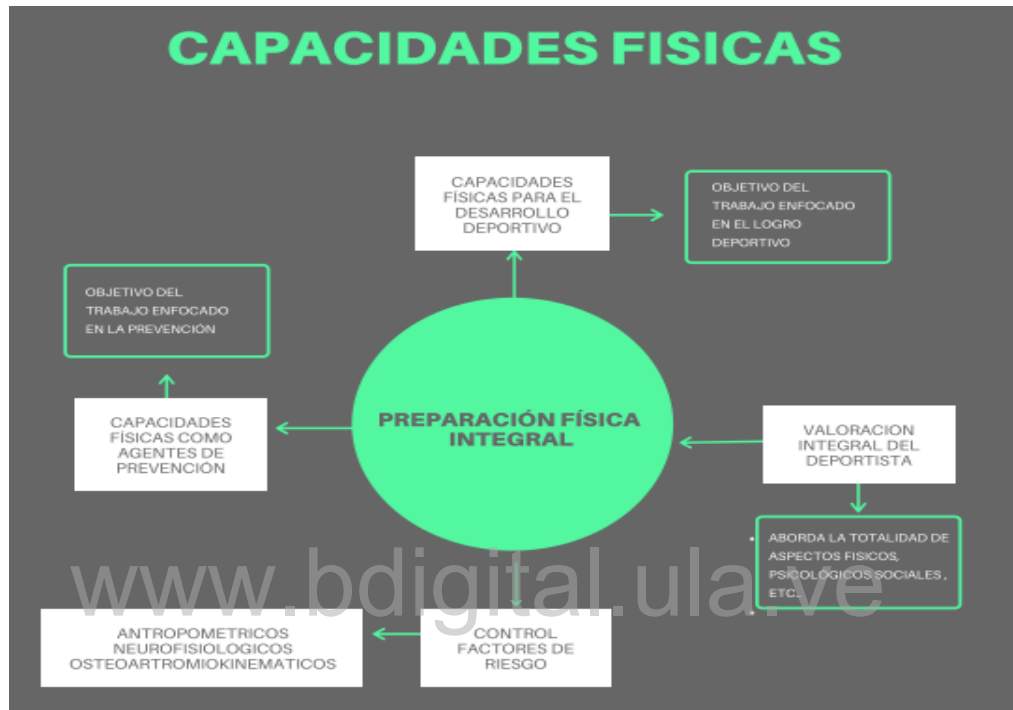 CAPACIDADES FISICAS
CAPACIDADES
FÍSICAS PARA EL
DESARROLLO
DEPORTIVO
OBJETIVO DEL
TRABAJO ENFOCADO
EN EL LOGRO
DEPORTIVO
OBJETIVO DEL
TRABAJO ENFOCADO
EN LA PREVENCIÓN
CAPACIDADES
FÍSICAS COMO
AGENTES DE
PREVENCIÓN
PREPARACIÓN FÍSICA
INTEGRAL
VALORACION
INTEGRAL DEL
DEPORTISTA
• ABORDA LA TOTALIDAD DE
ASPECTOS FISICOS,
PSICOLOGICOS SOCIALES ,
ETC..
www.bdigital.ula.ve
ANTROPOMETRICOS
NEUROFISIOLOGICOS
OSTEOARTROMIOKINEMATICOS
CONTROL
FACTORES DE
RIESGO